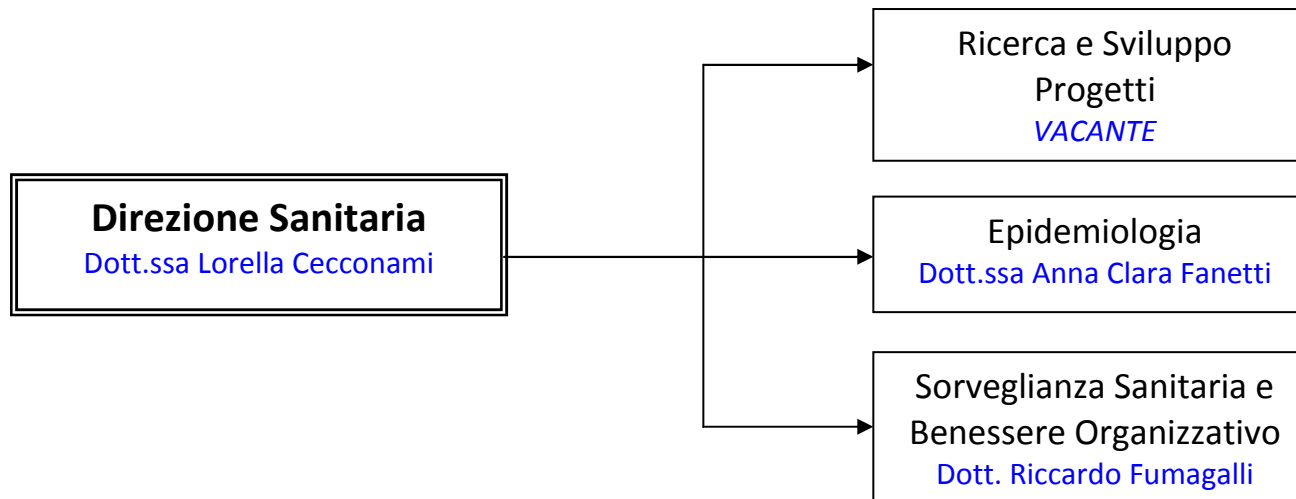 Direzione Sanitaria
Dott.ssa Lorella Cecconami
Ricerca e Sviluppo
Progetti
VACANTE
Epidemiologia
Dott.ssa Anna Clara Fanetti
Sorveglianza Sanitaria e
Benessere Organizzativo
Dott. Riccardo Fumagalli